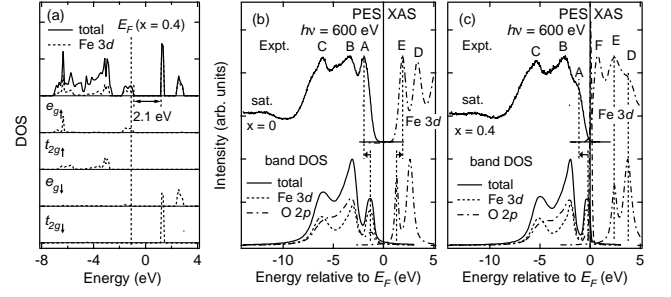 (a)
E_F (x = 0.4)
total
Fe 3d
2.1 eV
e_g↑
t_2g↑
e_g↓
t_2g↓
DOS
-8 -4 0 4
Energy (eV)
(b)
PES XAS
hν = 600 eV
Expt.
C B A E D
sat.
x = 0
Fe 3d
band DOS
total
Fe 3d
O 2p
Intensity (arb. units)
-10 -5 0 5
Energy relative to E_F (eV)
(c)
PES XAS
hν = 600 eV
Expt.
C B A F E D
sat.
x = 0.4
Fe 3d
band DOS
total
Fe 3d
O 2p
-10 -5 0
Energy relative to E_F (eV)